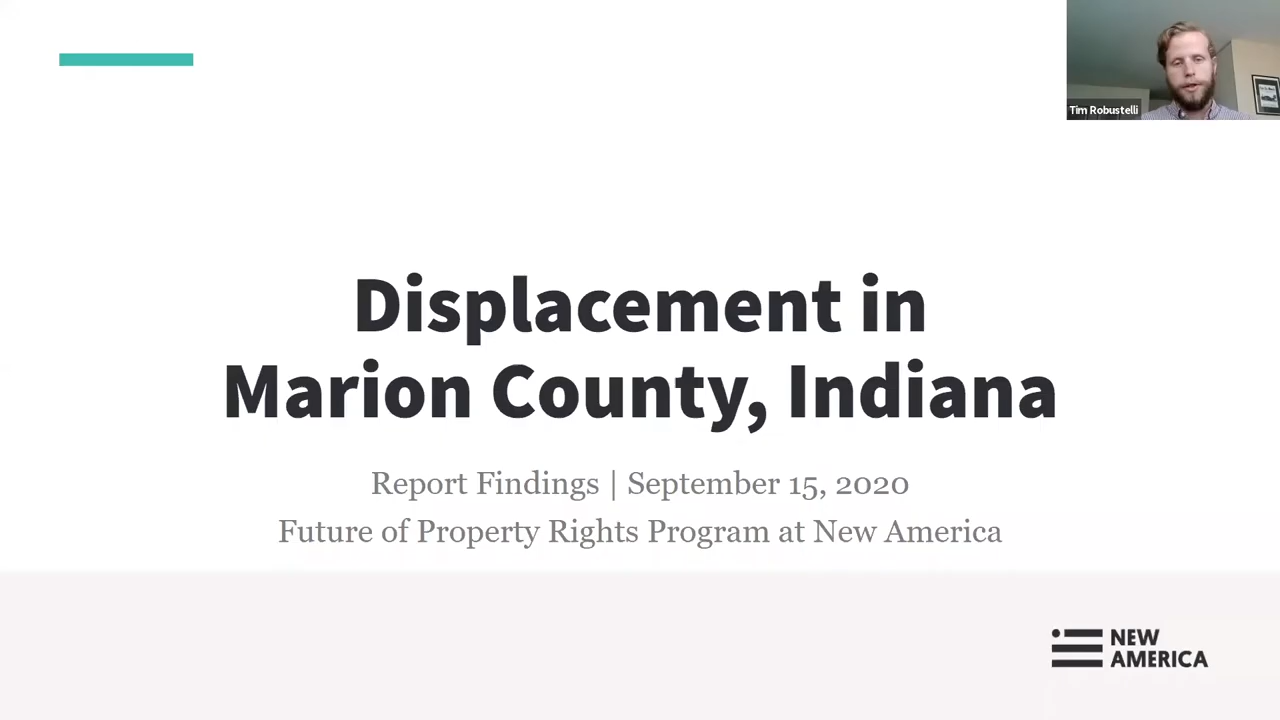 Tim Robustelli
Displacement in
Marion County, Indiana
Report Findings | September 15, 2020
Future of Property Rights Program at New America
NEW
AMERICA